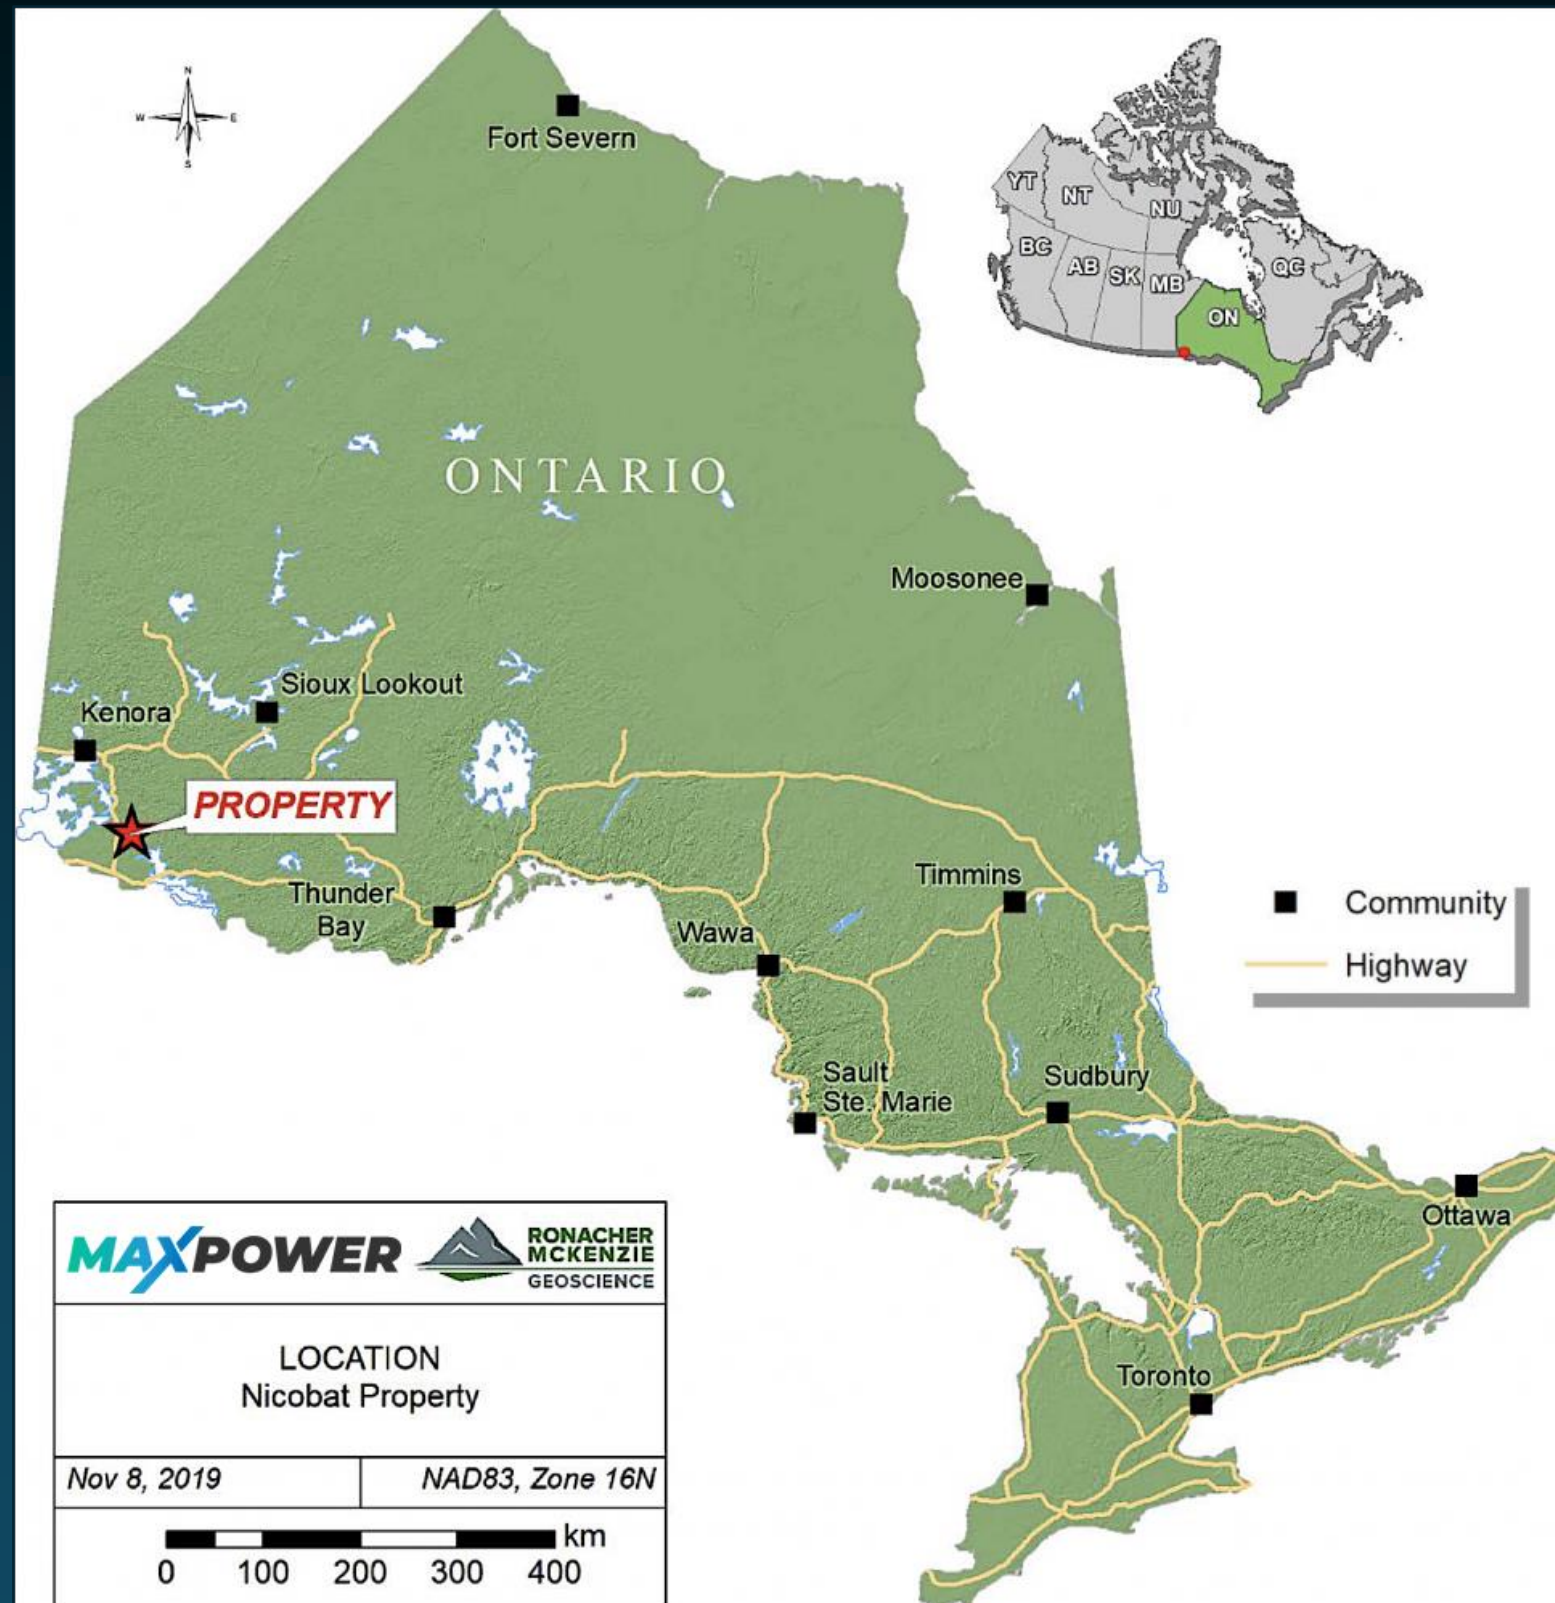 N
W E
S
Fort Severn
YT
NT
NU
BC
AB
SK
MB
QC
ON
ONTARIO
Moosonee
Sioux Lookout
Kenora
PROPERTY
Thunder
Bay
Timmins
Wawa
Community
Highway
Sault
Ste. Marie
Sudbury
Ottawa
Toronto
MAXPOWER
RONACHER
MCKENZIE
GEOSCIENCE
LOCATION
Nicobat Property
Nov 8, 2019
NAD83, Zone 16N
km
0 100 200 300 400